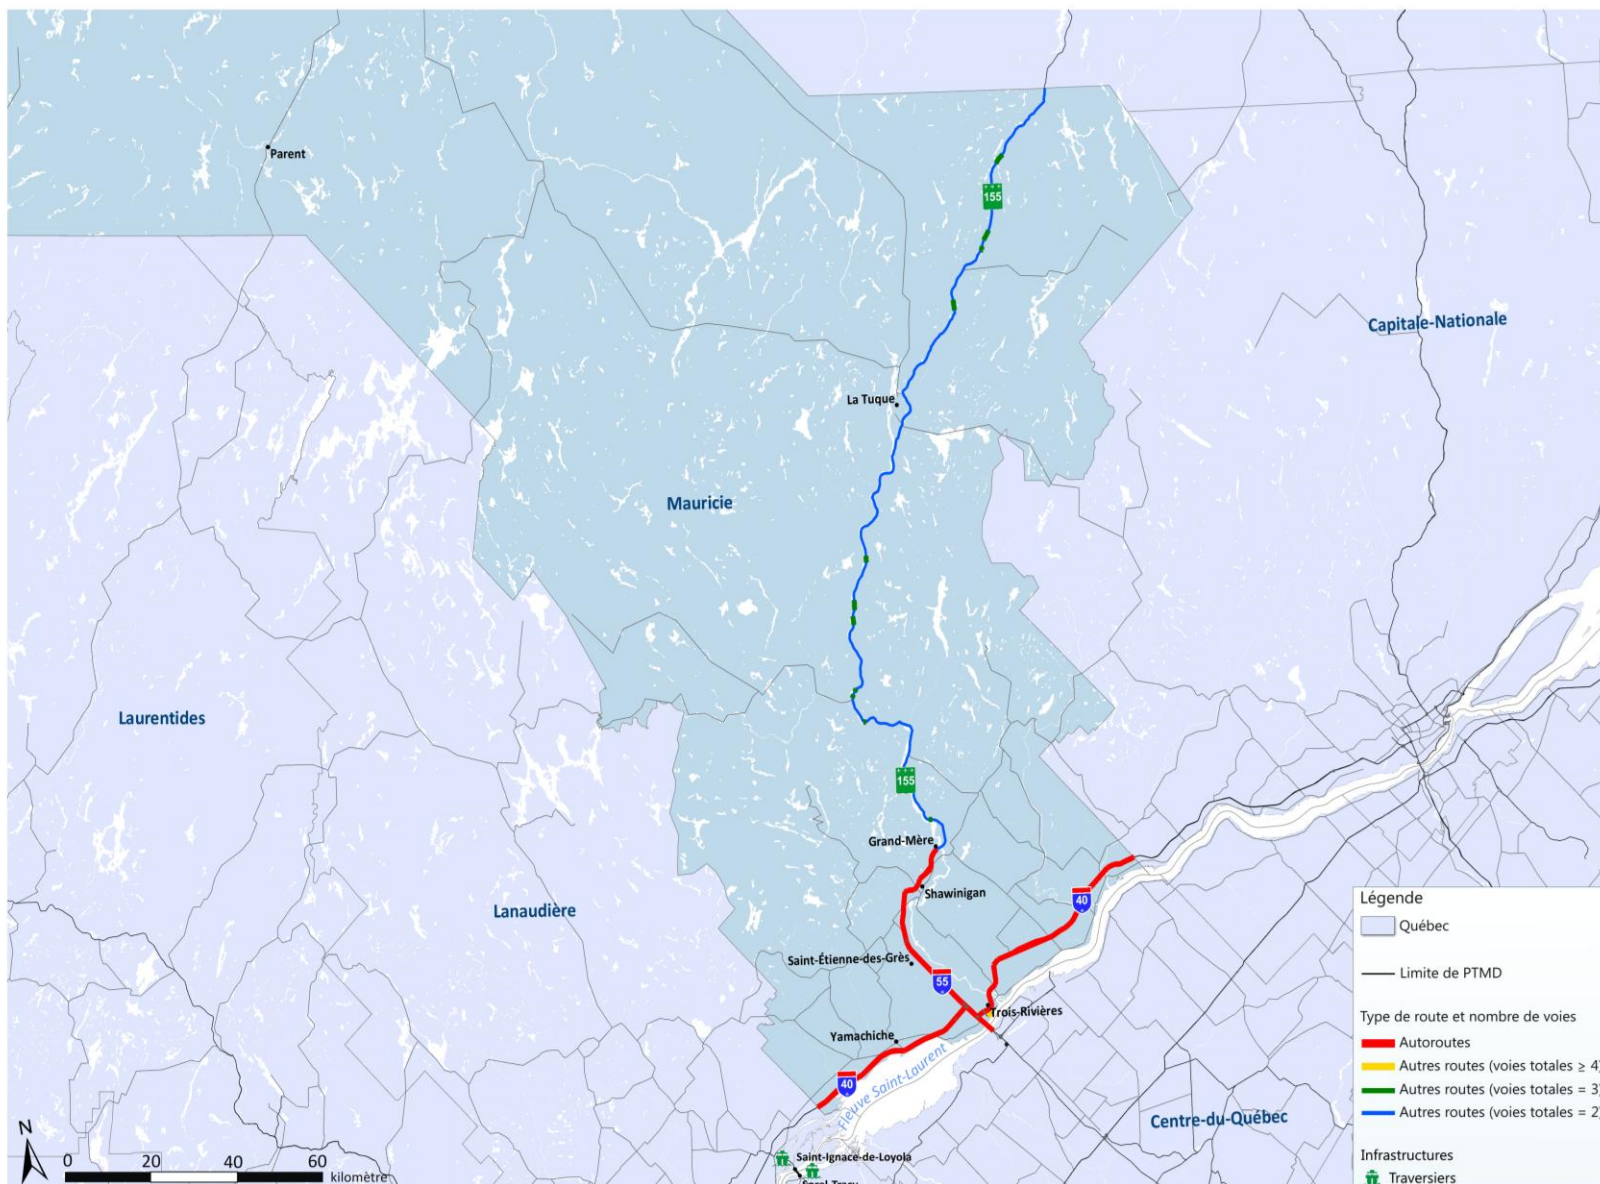 Parent
155
Capitale-Nationale
La Tuque
Mauricie
Laurentides
155
Grand-Mère
Shawinigan
40
Lanaudière
Saint-Étienne-des-Grès
55
Trois-Rivières
Yamachiche
Fleuve Saint-Laurent
40
Centre-du-Québec
Saint-Ignace-de-Loyola
Sorel-Tracy
N
0 20 40 60
kilomètre
Légende
Québec
Limite de PTMD
Type de route et nombre de voies
Autoroutes
Autres routes (voies totales ≥ 4)
Autres routes (voies totales = 3)
Autres routes (voies totales = 2)
Infrastructures
Traversiers